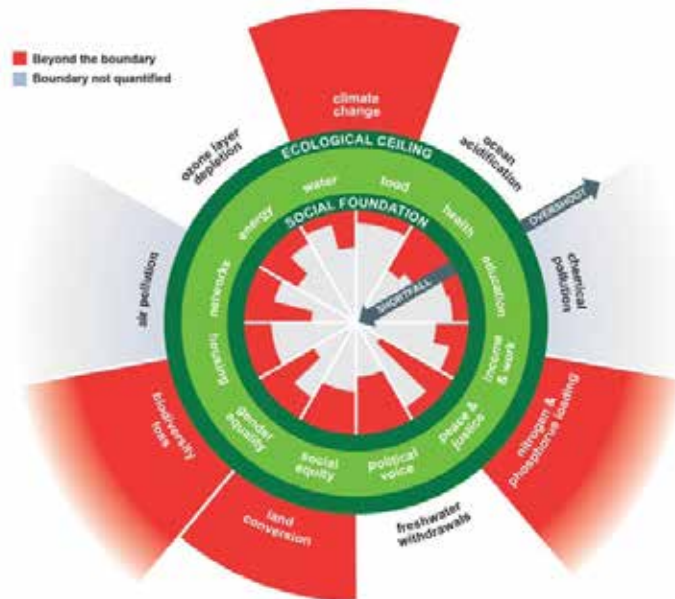 Beyond the boundary
Boundary not quantified
climate
change
ozone layer
depletion
ocean
acidification
ECOLOGICAL CEILING
OVERSHOOT
water
food
energy
health
SOCIAL FOUNDATION
networks
education
SHORTFALL
air pollution
chemical
pollution
housing
income
& work
gender
equality
peace &
justice
social
equity
political
voice
biodiversity
loss
nitrogen &
phosphorus loading
land
conversion
freshwater
withdrawals